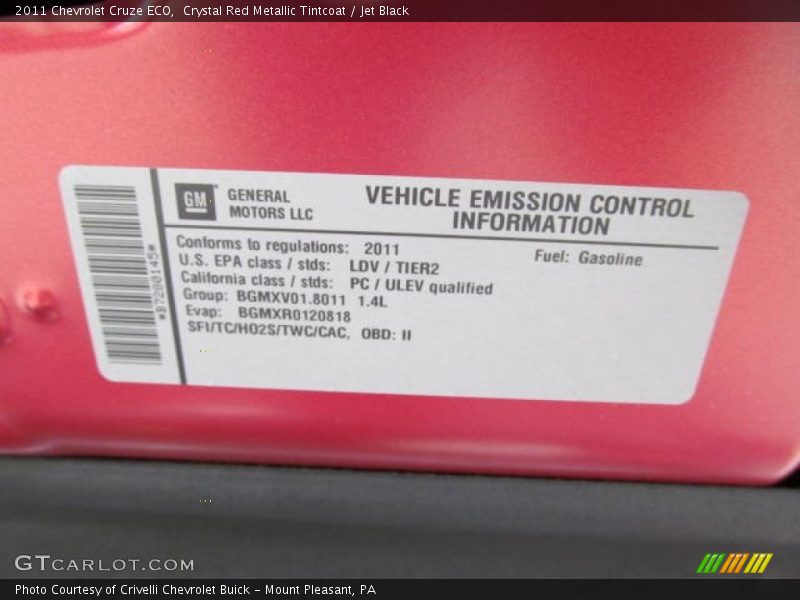 2011 Chevrolet Cruze ECO,  Crystal Red Metallic Tintcoat / Jet Black
GM GENERAL MOTORS LLC
VEHICLE EMISSION CONTROL
INFORMATION
Conforms to regulations: 2011
Fuel: Gasoline
U.S. EPA class / stds: LDV / TIER2
California class / stds: PC / ULEV qualified
Group: BGMXV01.8011 1.4L
Evap: BGMXR0120818
SFI/TC/HO2S/TWC/CAC, OBD: II
*B7280145*
GTCARLOT.COM
Photo Courtesy of Crivelli Chevrolet Buick - Mount Pleasant, PA